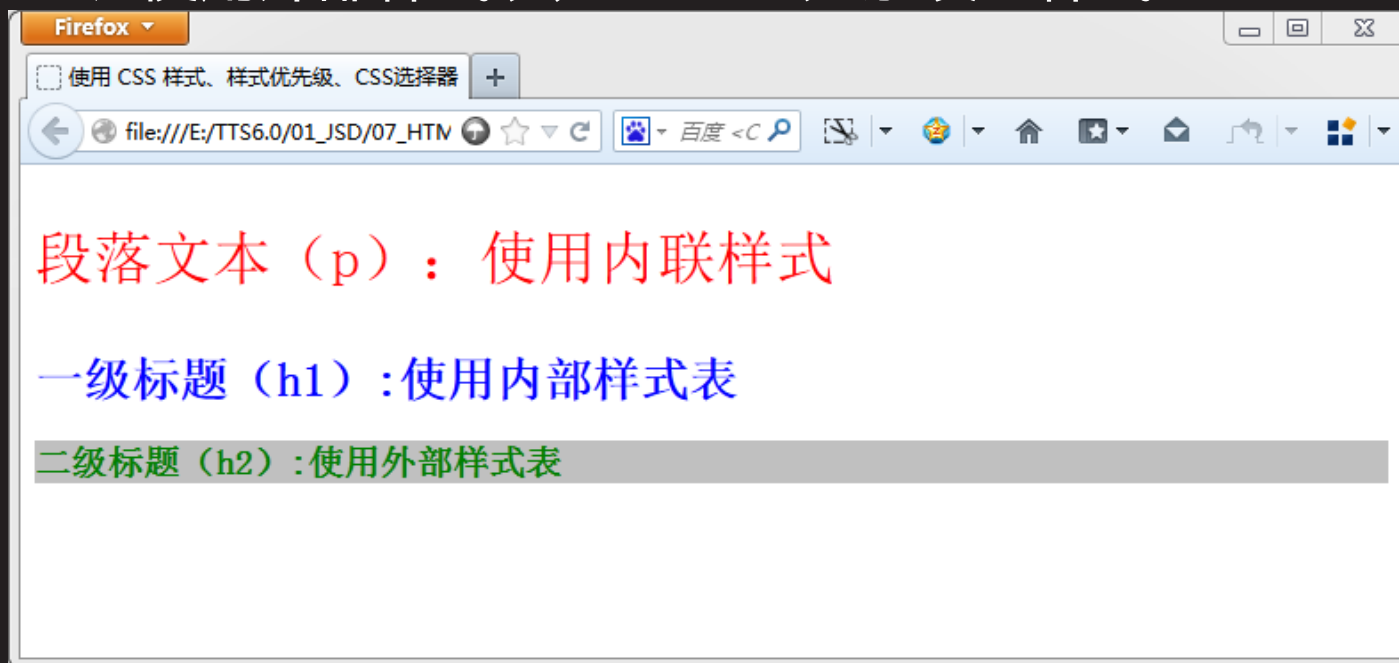 Firefox
使用 CSS 样式、样式优先级、CSS选择器
file:///E:/TTS6.0/01_JSD/07_HTM
百度 <C
段落文本（p）：使用内联样式
一级标题（h1）:使用内部样式表
二级标题（h2）:使用外部样式表